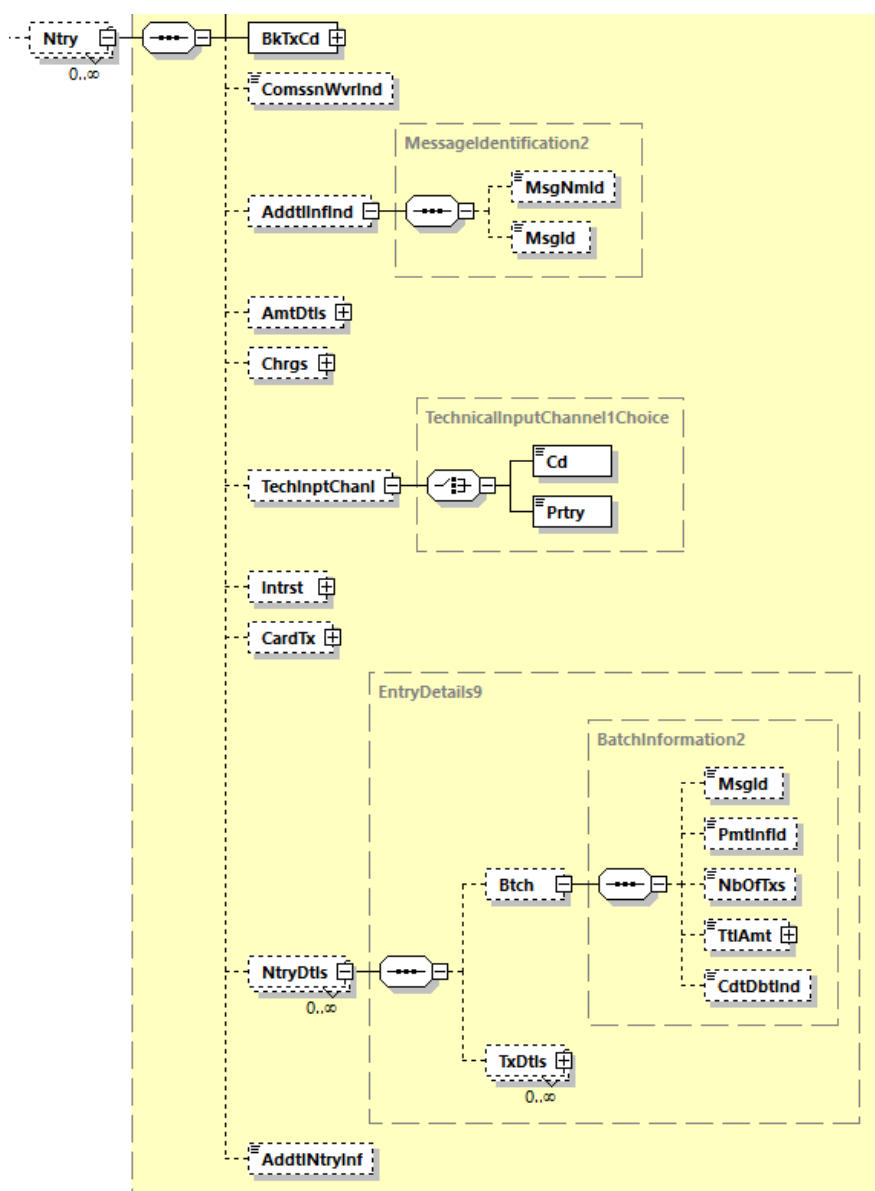 Ntry
0..∞
BkTxCd
ComssnWvrInd
MessageIdentification2
MsgNmId
AddtlInfInd
MsgId
AmtDtls
Chrgs
TechnicalInputChannel1Choice
Cd
TechInptChanl
Prtry
Intrst
CardTx
EntryDetails9
BatchInformation2
MsgId
PmtInfId
Btch
NbOfTxs
TtlAmt
NtryDtls
0..∞
CdtDbtInd
TxDtls
0..∞
AddtlNtryInf